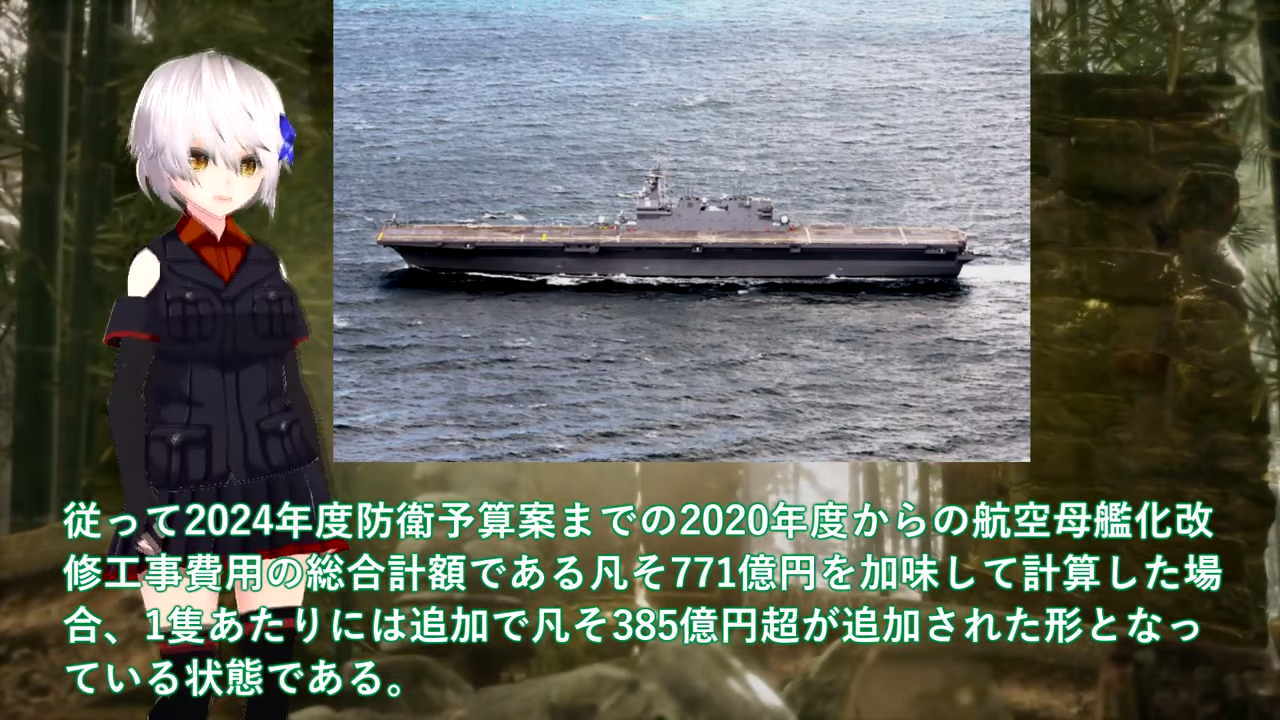 従って2024年度防衛予算案までの2020年度からの航空母艦化改
修工事費用の総合計額である凡そ771億円を加味して計算した場
合、1隻あたりには追加で凡そ385億円超が追加された形となっ
ている状態である。